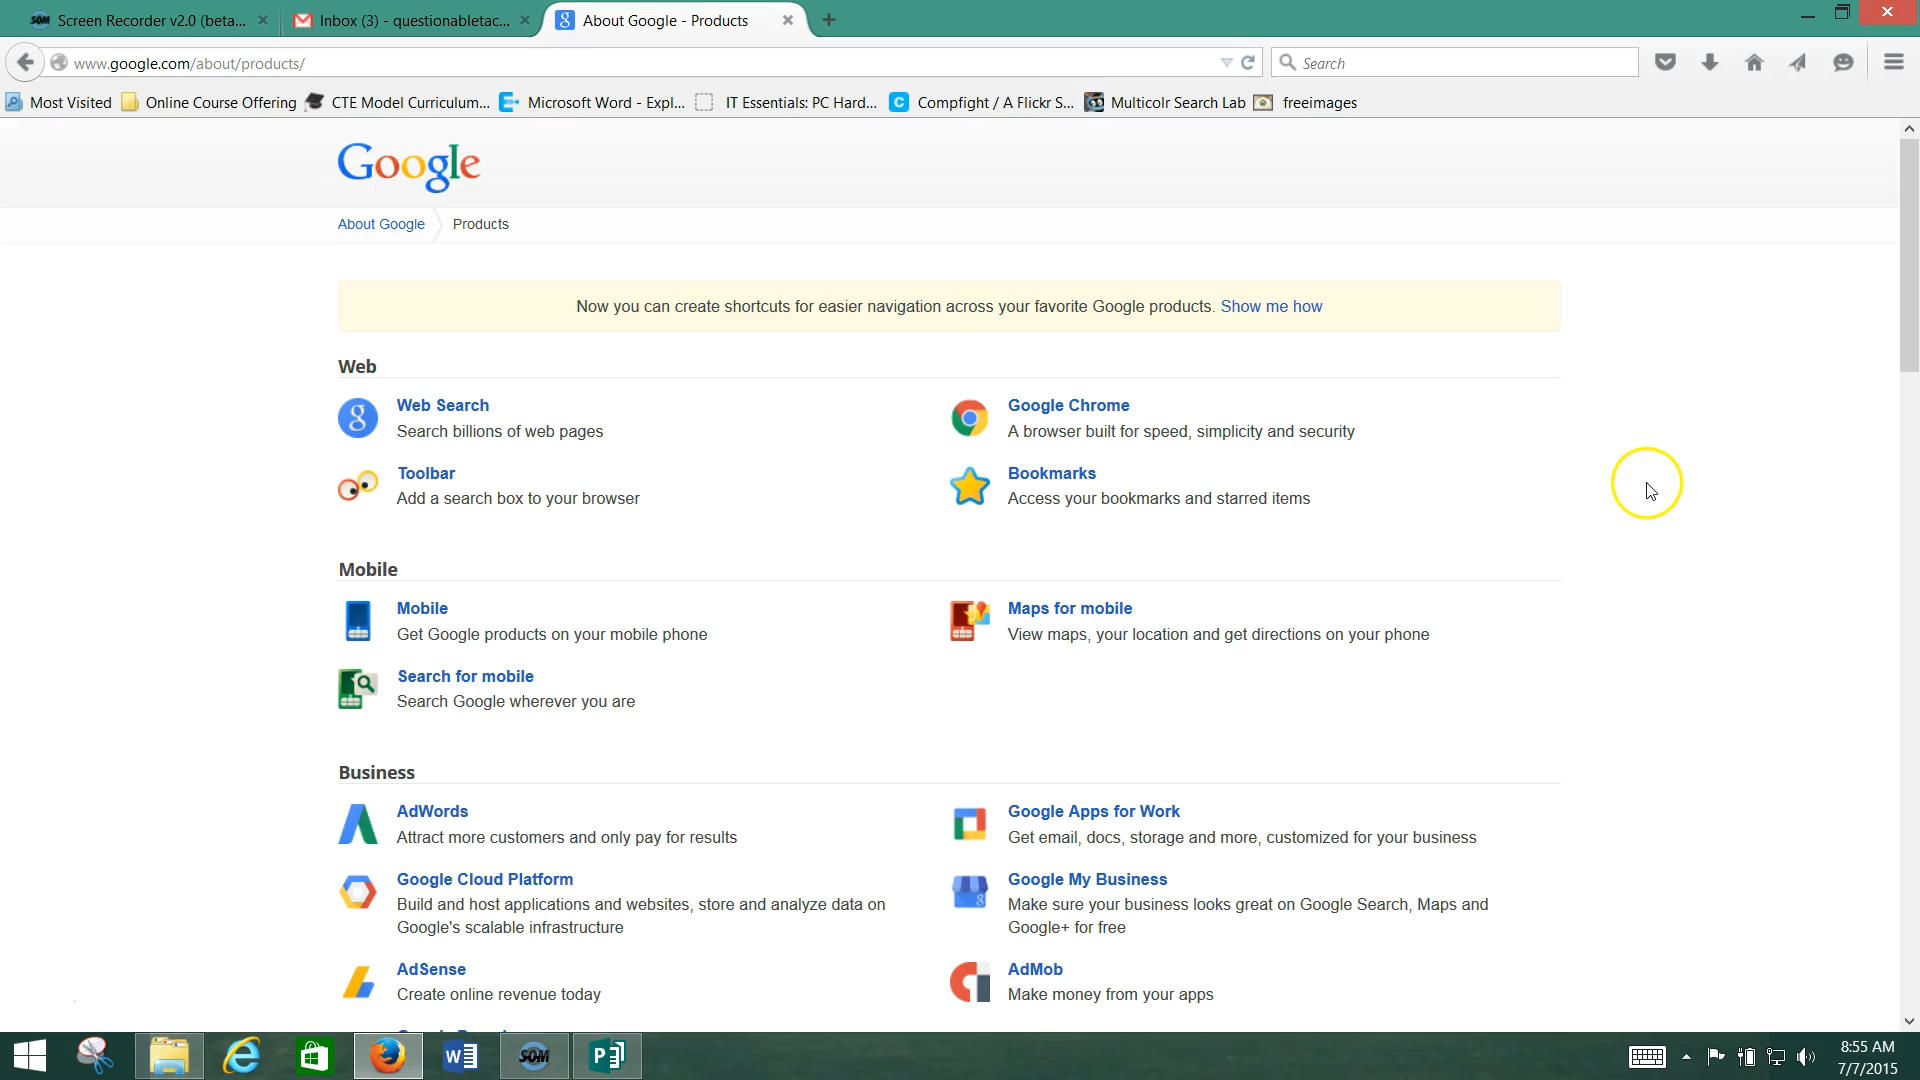 Screen Recorder v2.0 (beta...
Inbox (3) - questionabletac...
About Google - Products
www.google.com/about/products/
Search
Most Visited
Online Course Offering
CTE Model Curriculum...
Microsoft Word - Expl...
IT Essentials: PC Hard...
Compfight / A Flickr S...
Multicolr Search Lab
freeimages
Google
About Google
Products
Now you can create shortcuts for easier navigation across your favorite Google products. Show me how
Web
Web Search
Search billions of web pages
Google Chrome
A browser built for speed, simplicity and security
Toolbar
Add a search box to your browser
Bookmarks
Access your bookmarks and starred items
Mobile
Mobile
Get Google products on your mobile phone
Maps for mobile
View maps, your location and get directions on your phone
Search for mobile
Search Google wherever you are
Business
AdWords
Attract more customers and only pay for results
Google Apps for Work
Get email, docs, storage and more, customized for your business
Google Cloud Platform
Build and host applications and websites, store and analyze data on
Google's scalable infrastructure
Google My Business
Make sure your business looks great on Google Search, Maps and
Google+ for free
AdSense
Create online revenue today
AdMob
Make money from your apps
SOM
8:55 AM
7/7/2015